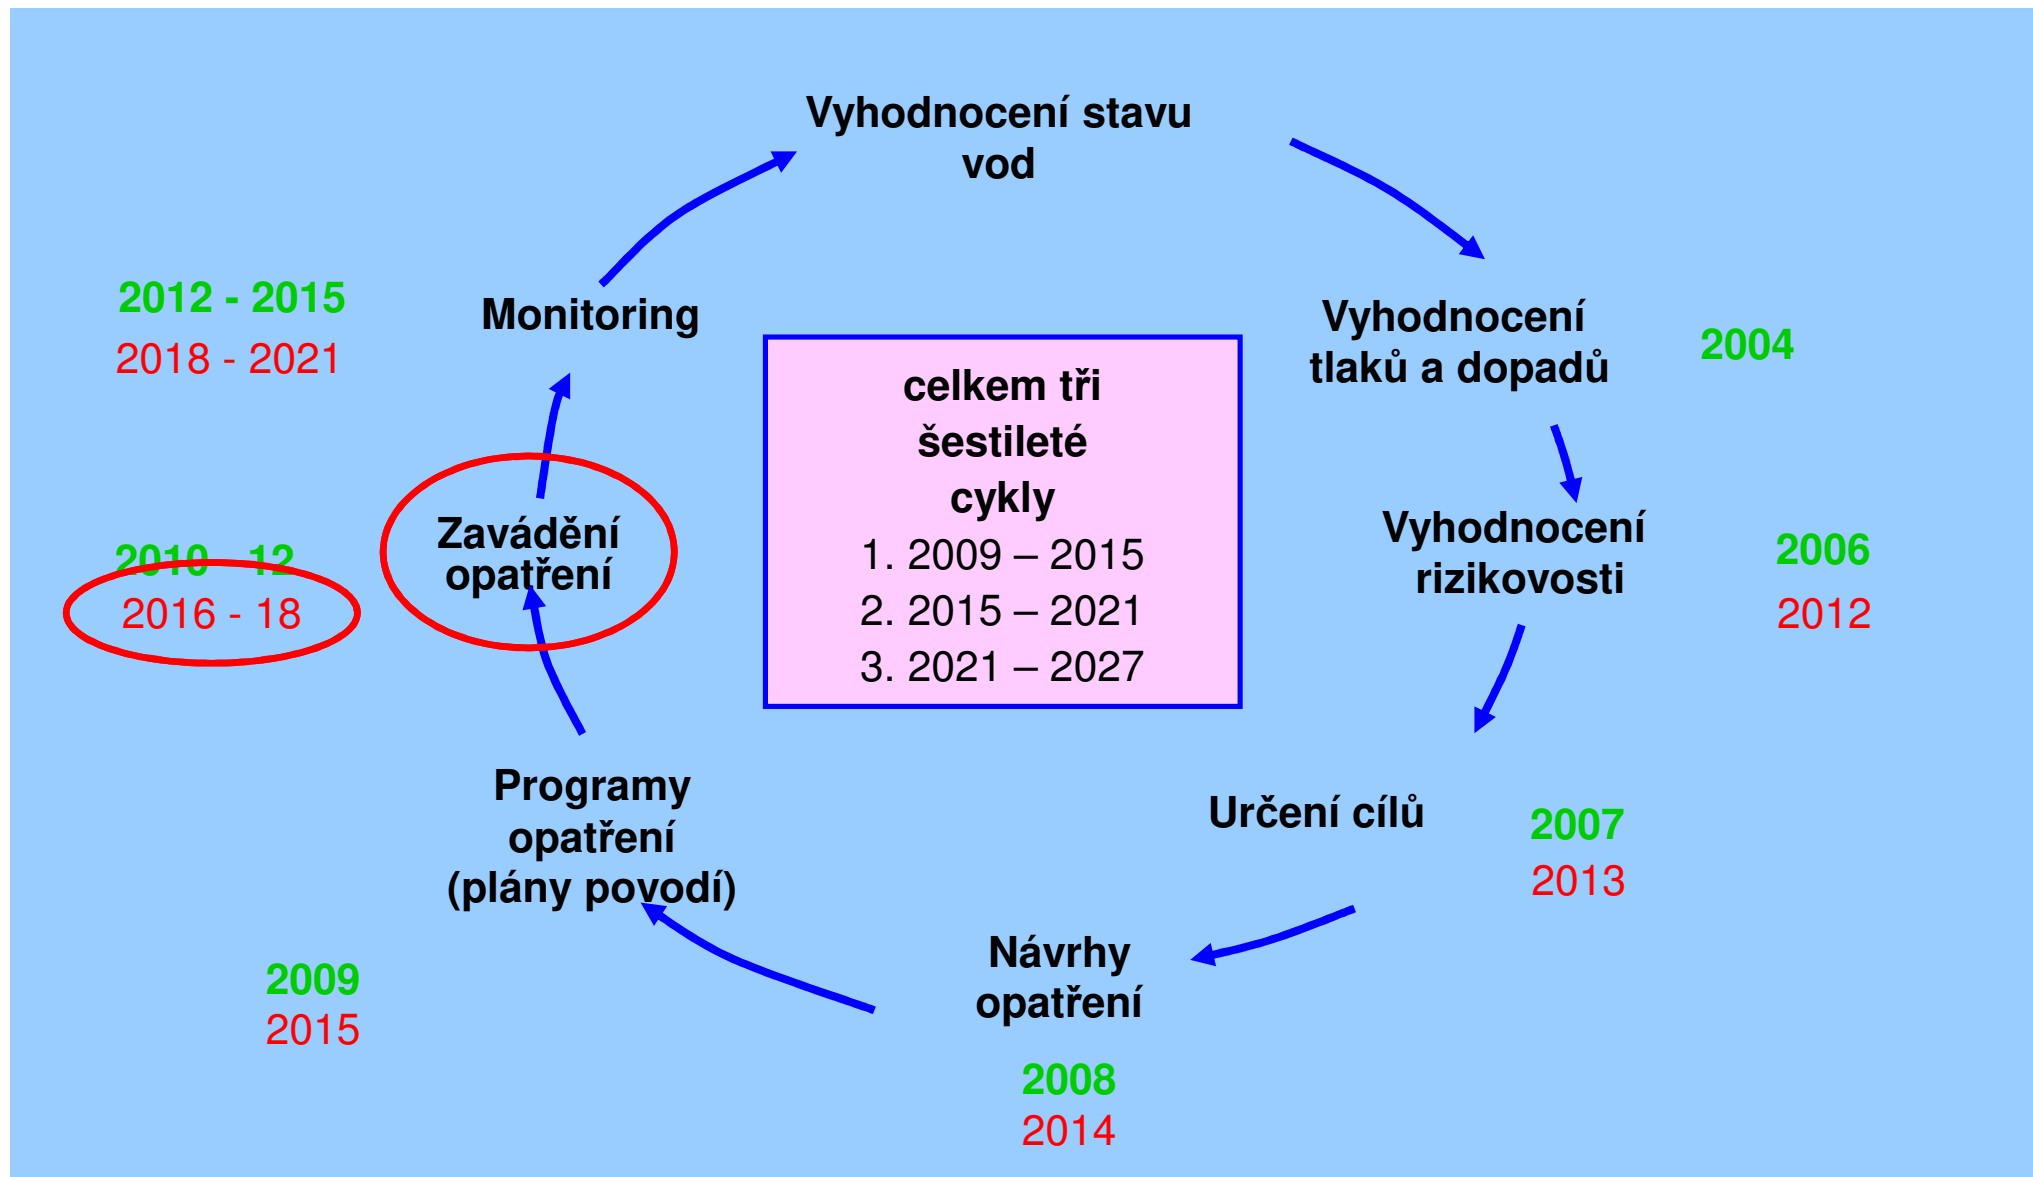 Vyhodnocení stavu
vod
2012 - 2015
2018 - 2021
Monitoring
Vyhodnocení
tlaků a dopadů
2004
celkem tři
šestileté
cykly
1. 2009 – 2015
2. 2015 – 2021
3. 2021 – 2027
Zavádění
opatření
2010 - 12
2016 - 18
Vyhodnocení
rizikovosti
2006
2012
Programy
opatření
(plány povodí)
2009
2015
Určení cílů
2007
2013
Návrhy
opatření
2008
2014